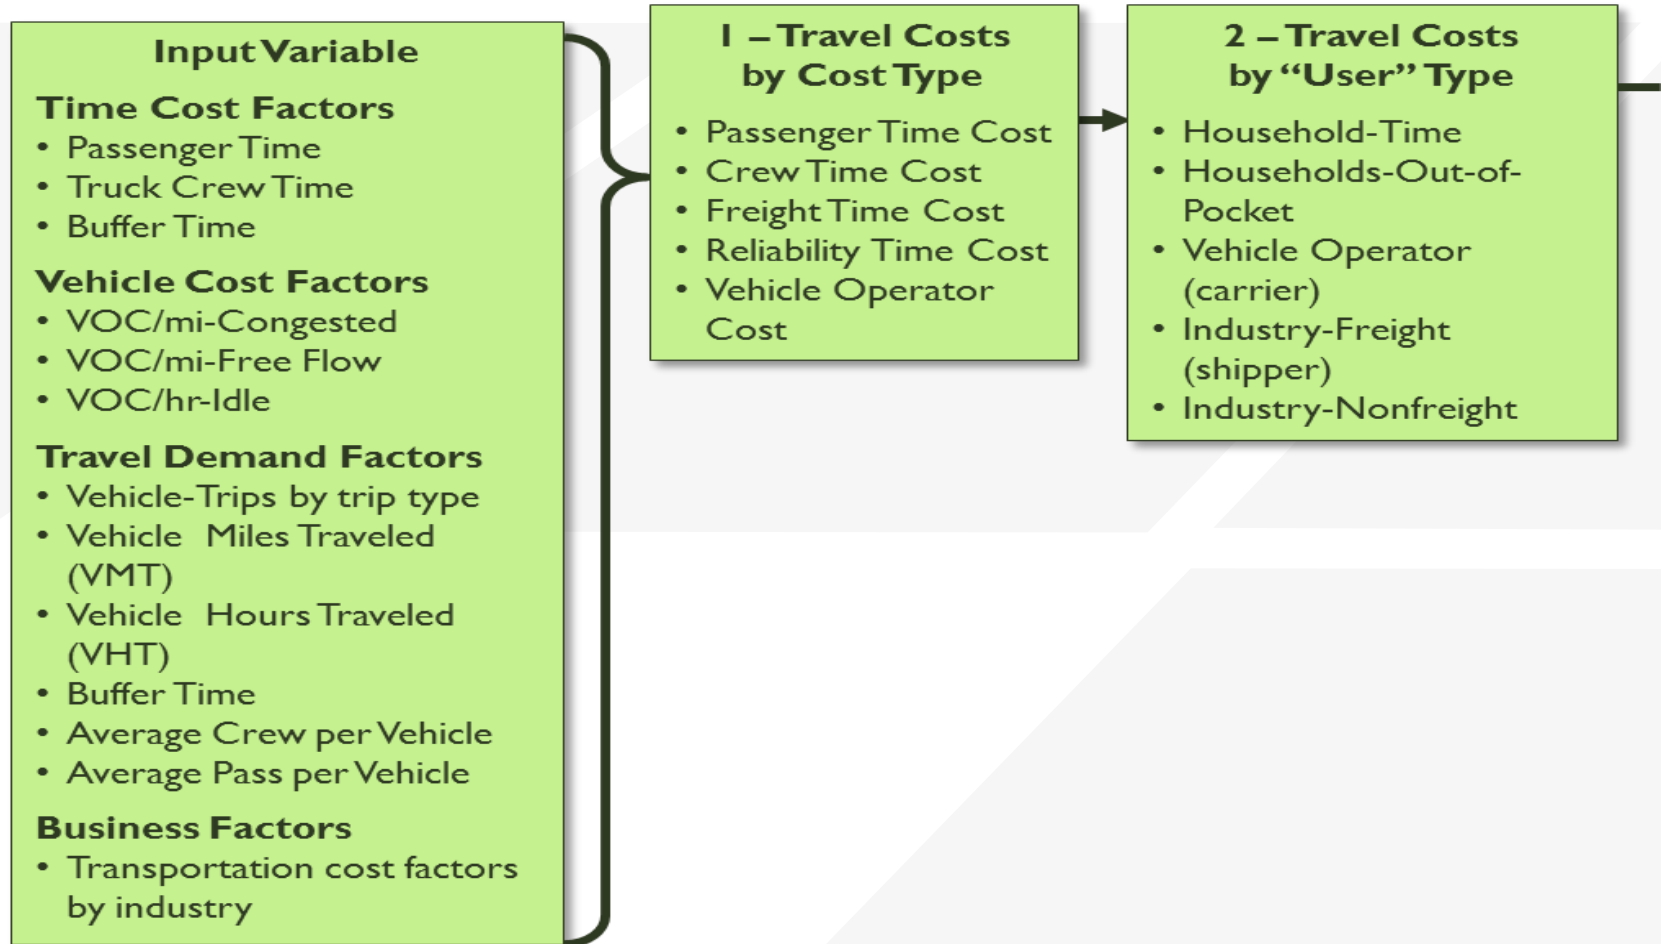 Input Variable
Time Cost Factors
• Passenger Time
• Truck Crew Time
• Buffer Time
Vehicle Cost Factors
• VOC/mi-Congested
• VOC/mi-Free Flow
• VOC/hr-Idle
Travel Demand Factors
• Vehicle-Trips by trip type
• Vehicle Miles Traveled
(VMT)
• Vehicle Hours Traveled
(VHT)
• Buffer Time
• Average Crew per Vehicle
• Average Pass per Vehicle
Business Factors
• Transportation cost factors
by industry
1 – Travel Costs
by Cost Type
• Passenger Time Cost
• Crew Time Cost
• Freight Time Cost
• Reliability Time Cost
• Vehicle Operator
Cost
2 – Travel Costs
by “User” Type
• Household-Time
• Households-Out-of-
Pocket
• Vehicle Operator
(carrier)
• Industry-Freight
(shipper)
• Industry-Nonfreight